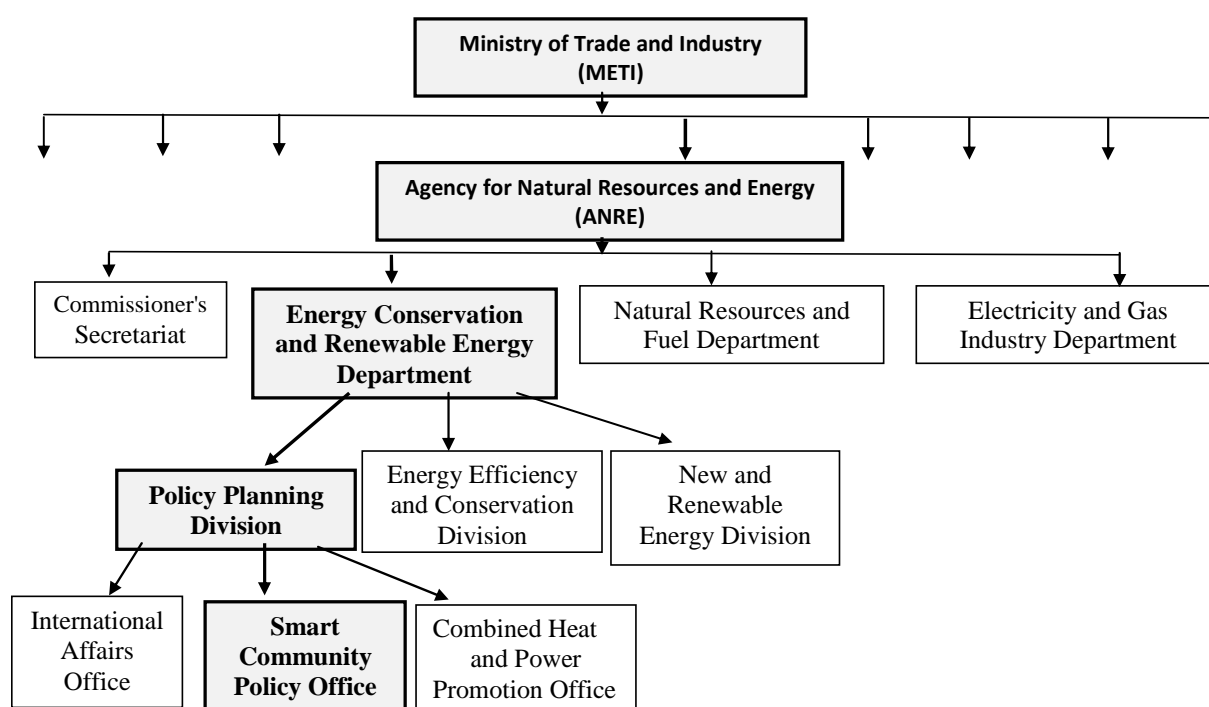 Ministry of Trade and Industry
(METI)
Agency for Natural Resources and Energy
(ANRE)
Commissioner's
Secretariat
Energy Conservation
and Renewable Energy
Department
Natural Resources and
Fuel Department
Electricity and Gas
Industry Department
Policy Planning
Division
Energy Efficiency
and Conservation
Division
New and
Renewable
Energy Division
International
Affairs
Office
Smart
Community
Policy Office
Combined Heat
and Power
Promotion Office